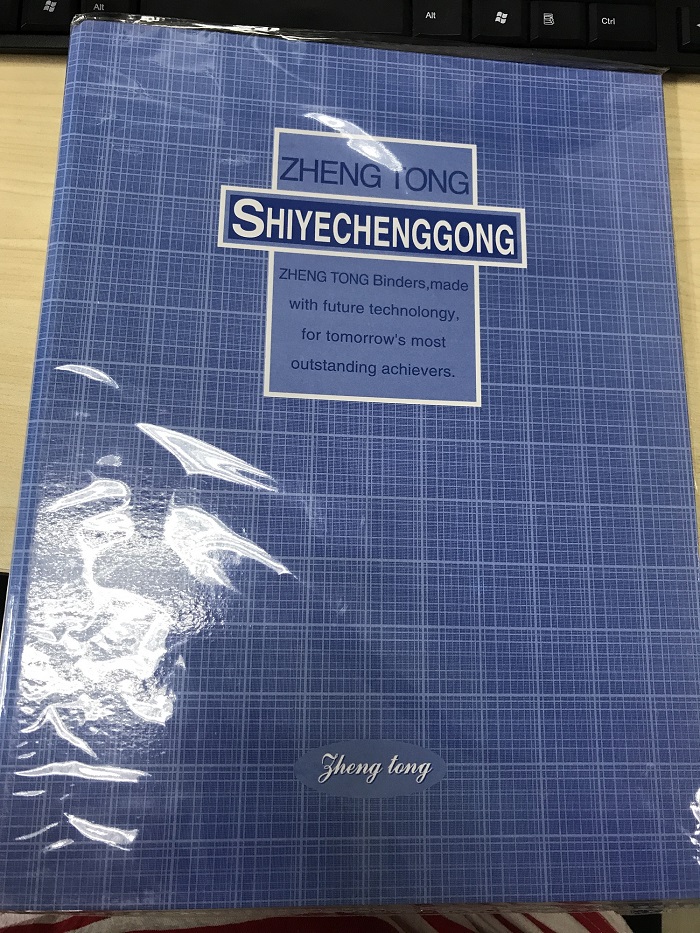 Alt
Alt
Ctrl
ZHENG TONG
SHIYECHENGGONG
ZHENG TONG Binders,made
with future technolongy,
for tomorrow's most
outstanding achievers.
Zheng tong